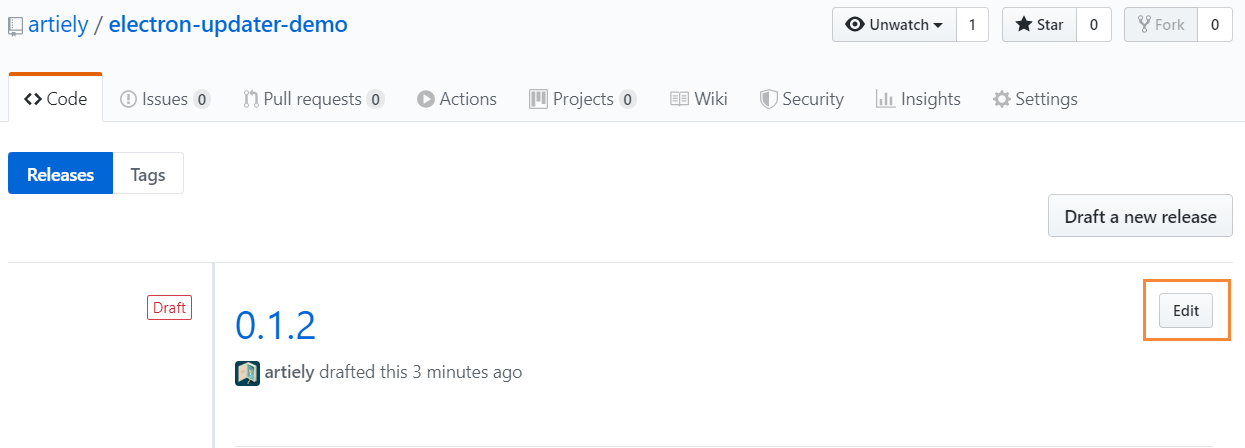 artiely / electron-updater-demo Unwatch 1 Star 0 Fork 0
Code Issues 0 Pull requests 0 Actions Projects 0 Wiki Security Insights Settings
Releases Tags
Draft a new release
Draft
0.1.2
Edit
artiely drafted this 3 minutes ago